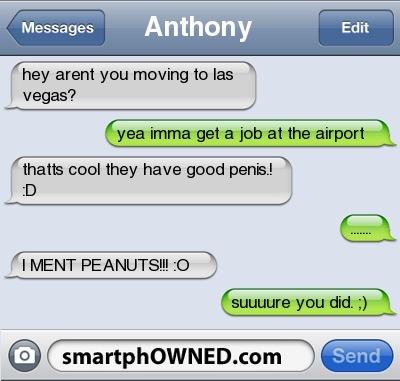 Messages
Anthony
Edit
hey arent you moving to las
vegas?
yea imma get a job at the airport
thatts cool they have good penis.!
:D
.......
I MENT PEANUTS!!! :O
suuuure you did. ;)
smartphOWNED.com
Send